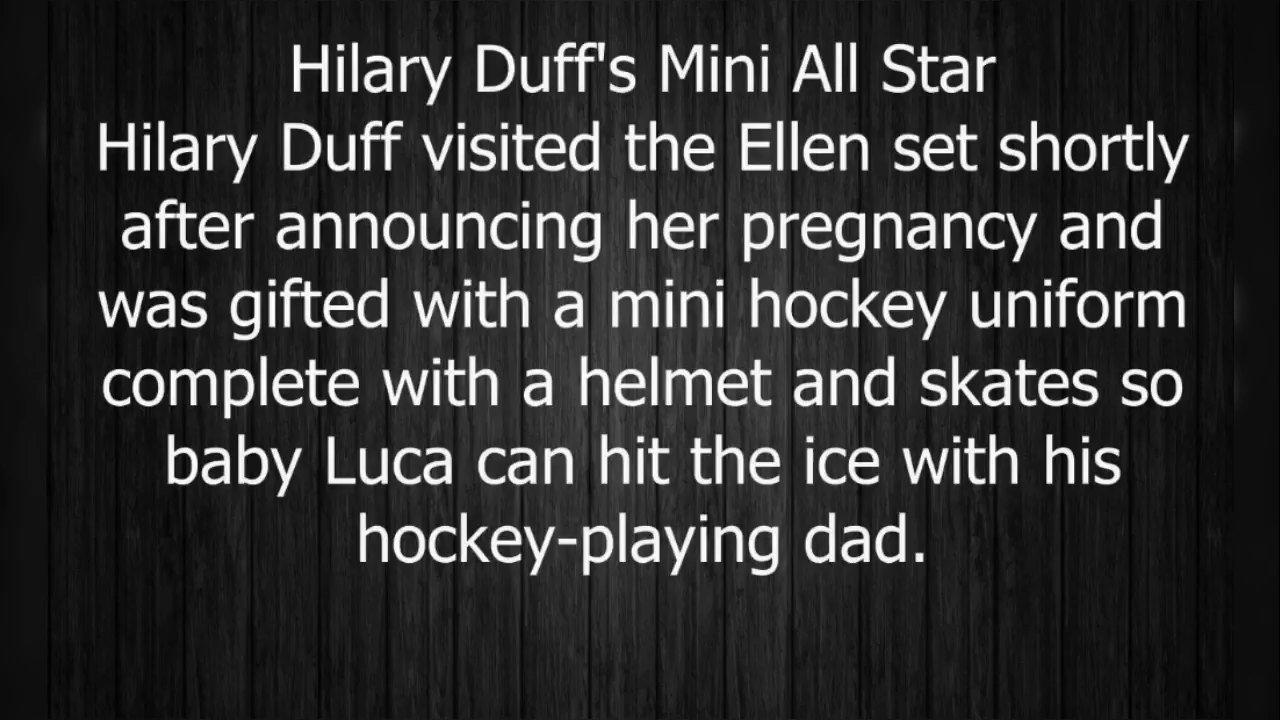 Hilary Duff's Mini All Star
Hilary Duff visited the Ellen set shortly
after announcing her pregnancy and
was gifted with a mini hockey uniform
complete with a helmet and skates so
baby Luca can hit the ice with his
hockey-playing dad.